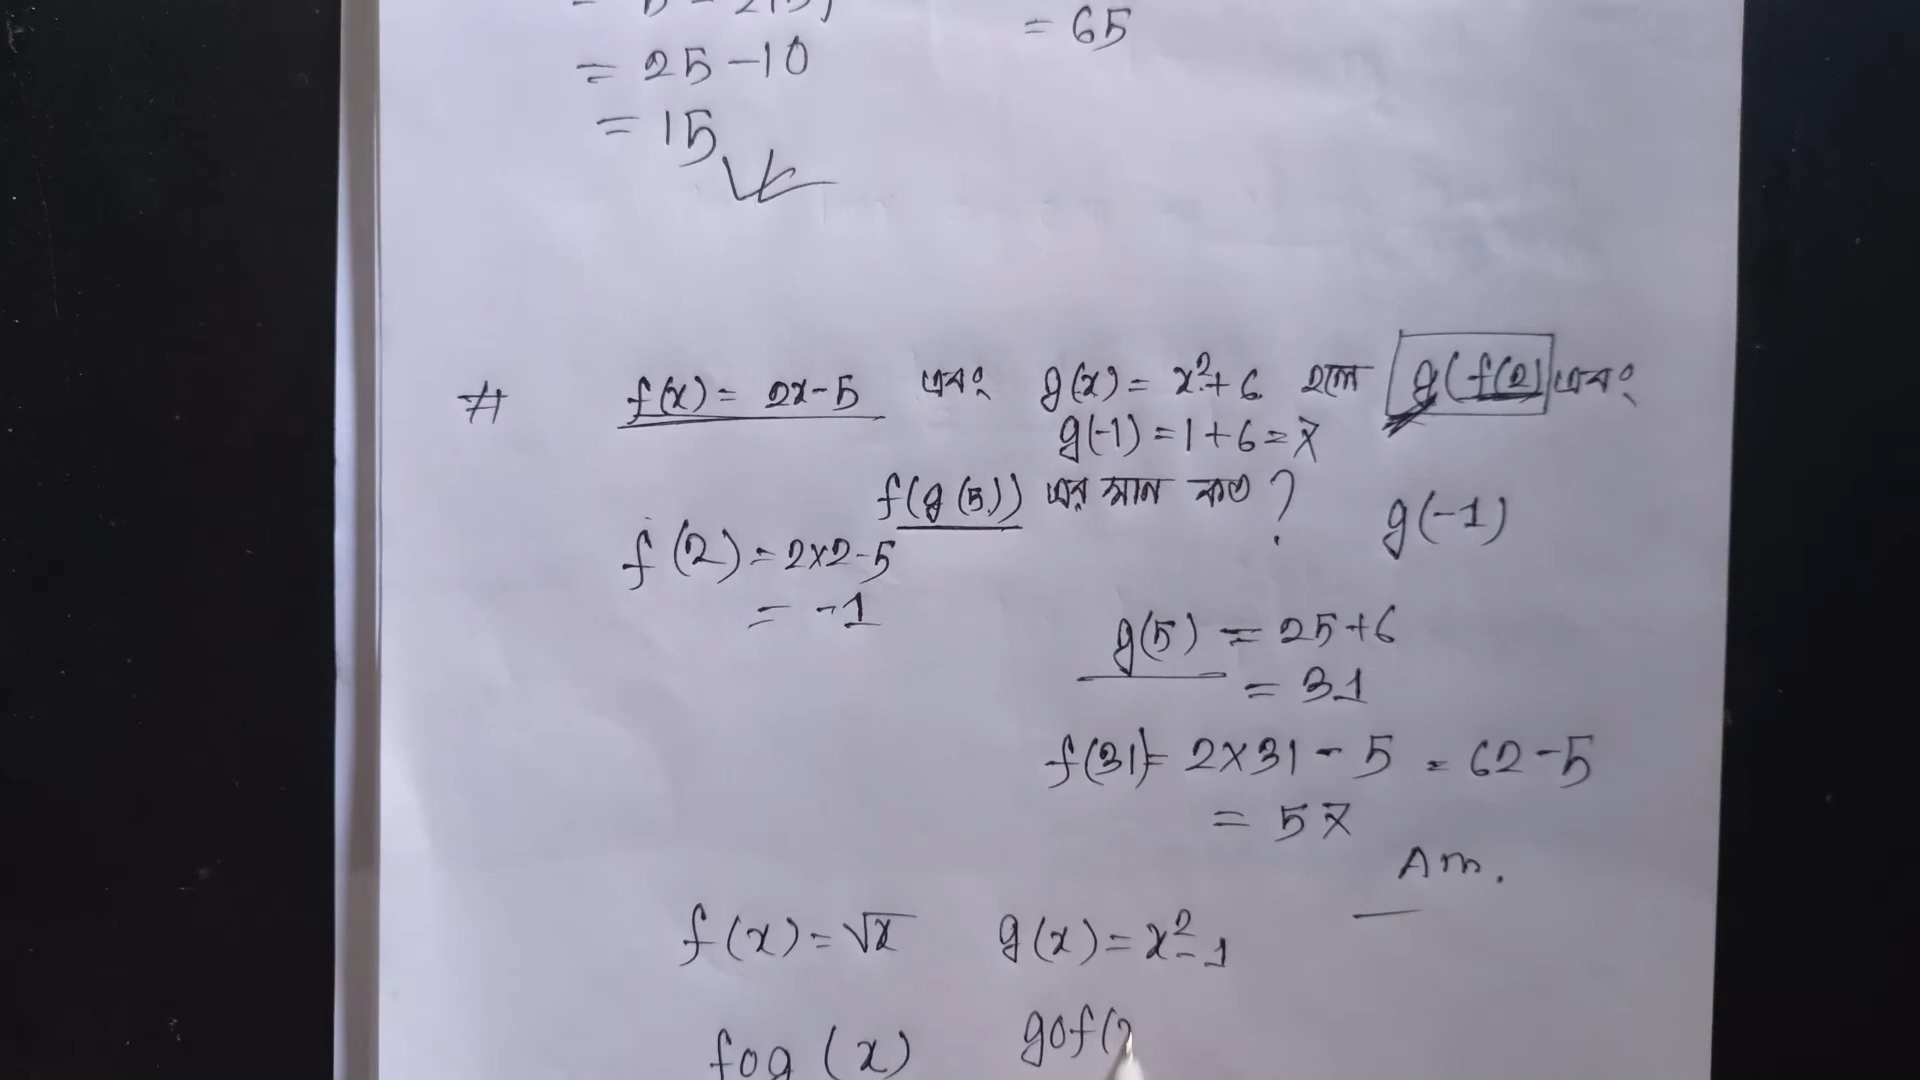 = 65
= 25 - 10
= 15
# f(x) = 2x-5 এবং g(x) = x²+6 হলে g(f(2) এবং
g(-1) = 1+6 = 7
f(g(5)) এর মান কত ?
g(-1)
f(2) = 2×2-5
= -1
g(5) = 25+6
= 31
f(31) = 2×31 - 5 = 62-5
= 57
Ans.
f(x) = √x g(x) = x²-1
fog (x) gof(